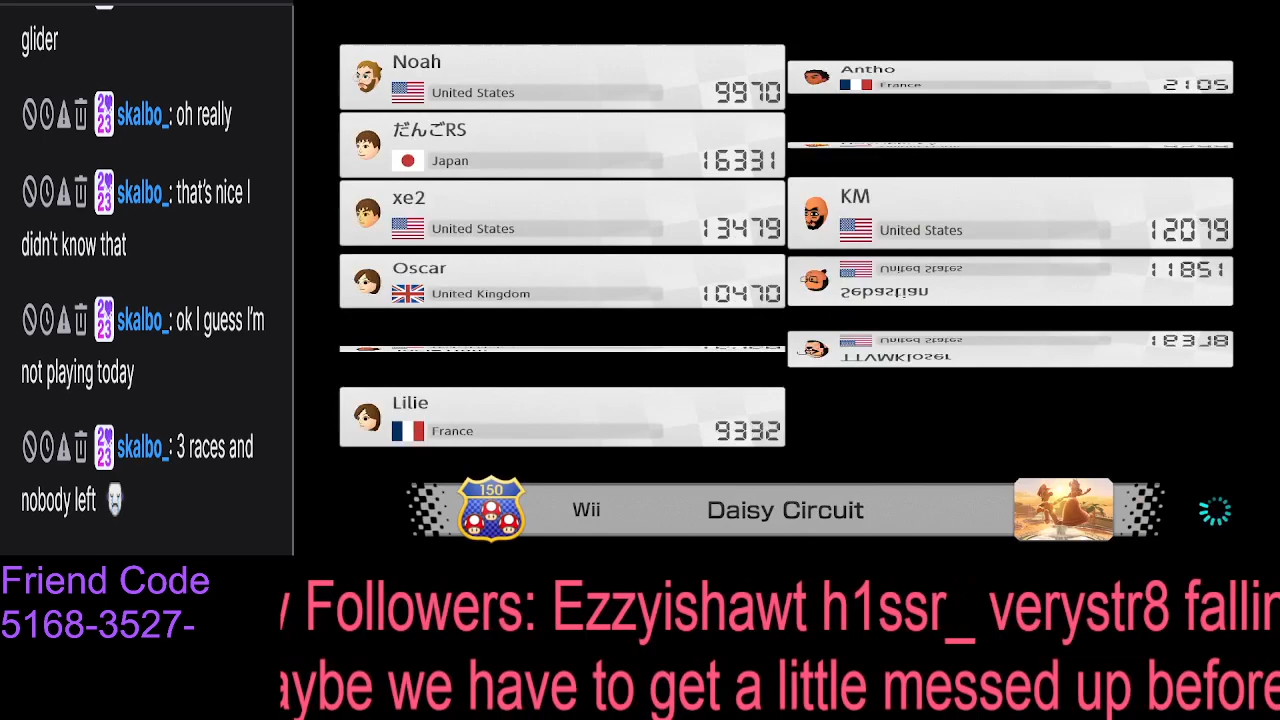 glider
skalbo_: oh really
skalbo_: that's nice I
didn't know that
skalbo_: ok I guess I'm
not playing today
skalbo_: 3 races and
nobody left
Friend Code
5168-3527-
Noah
United States 9970
だんごRS
Japan 16331
xe2
United States 13479
Oscar
United Kingdom 10470
Lilie
France 9332
Antho
France 2105
KM
United States 12079
United States 11851
Sebastian
United States
TTVWKloser
150 Wii Daisy Circuit
Followers: Ezzyishawt h1ssr_ verystr8 fallin
aybe we have to get a little messed up before